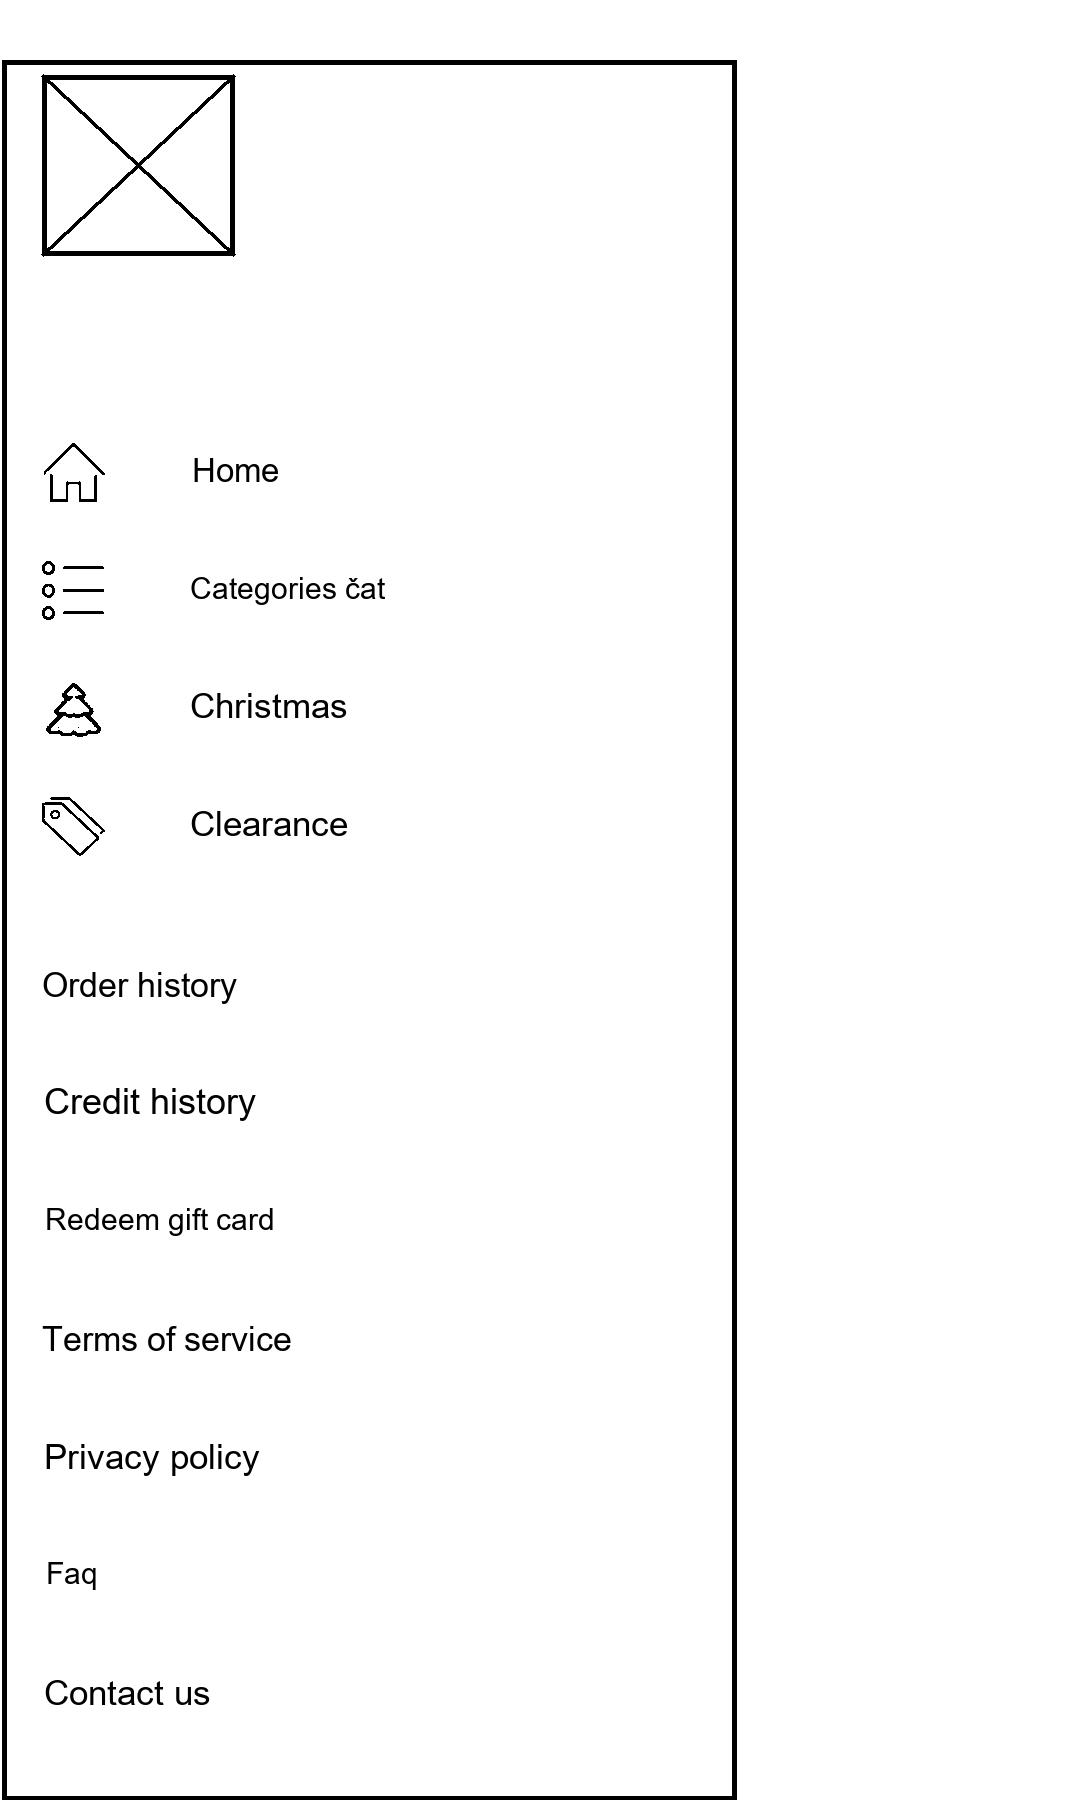 Home
Categories čat
Christmas
Clearance
Order history
Credit history
Redeem gift card
Terms of service
Privacy policy
Faq
Contact us